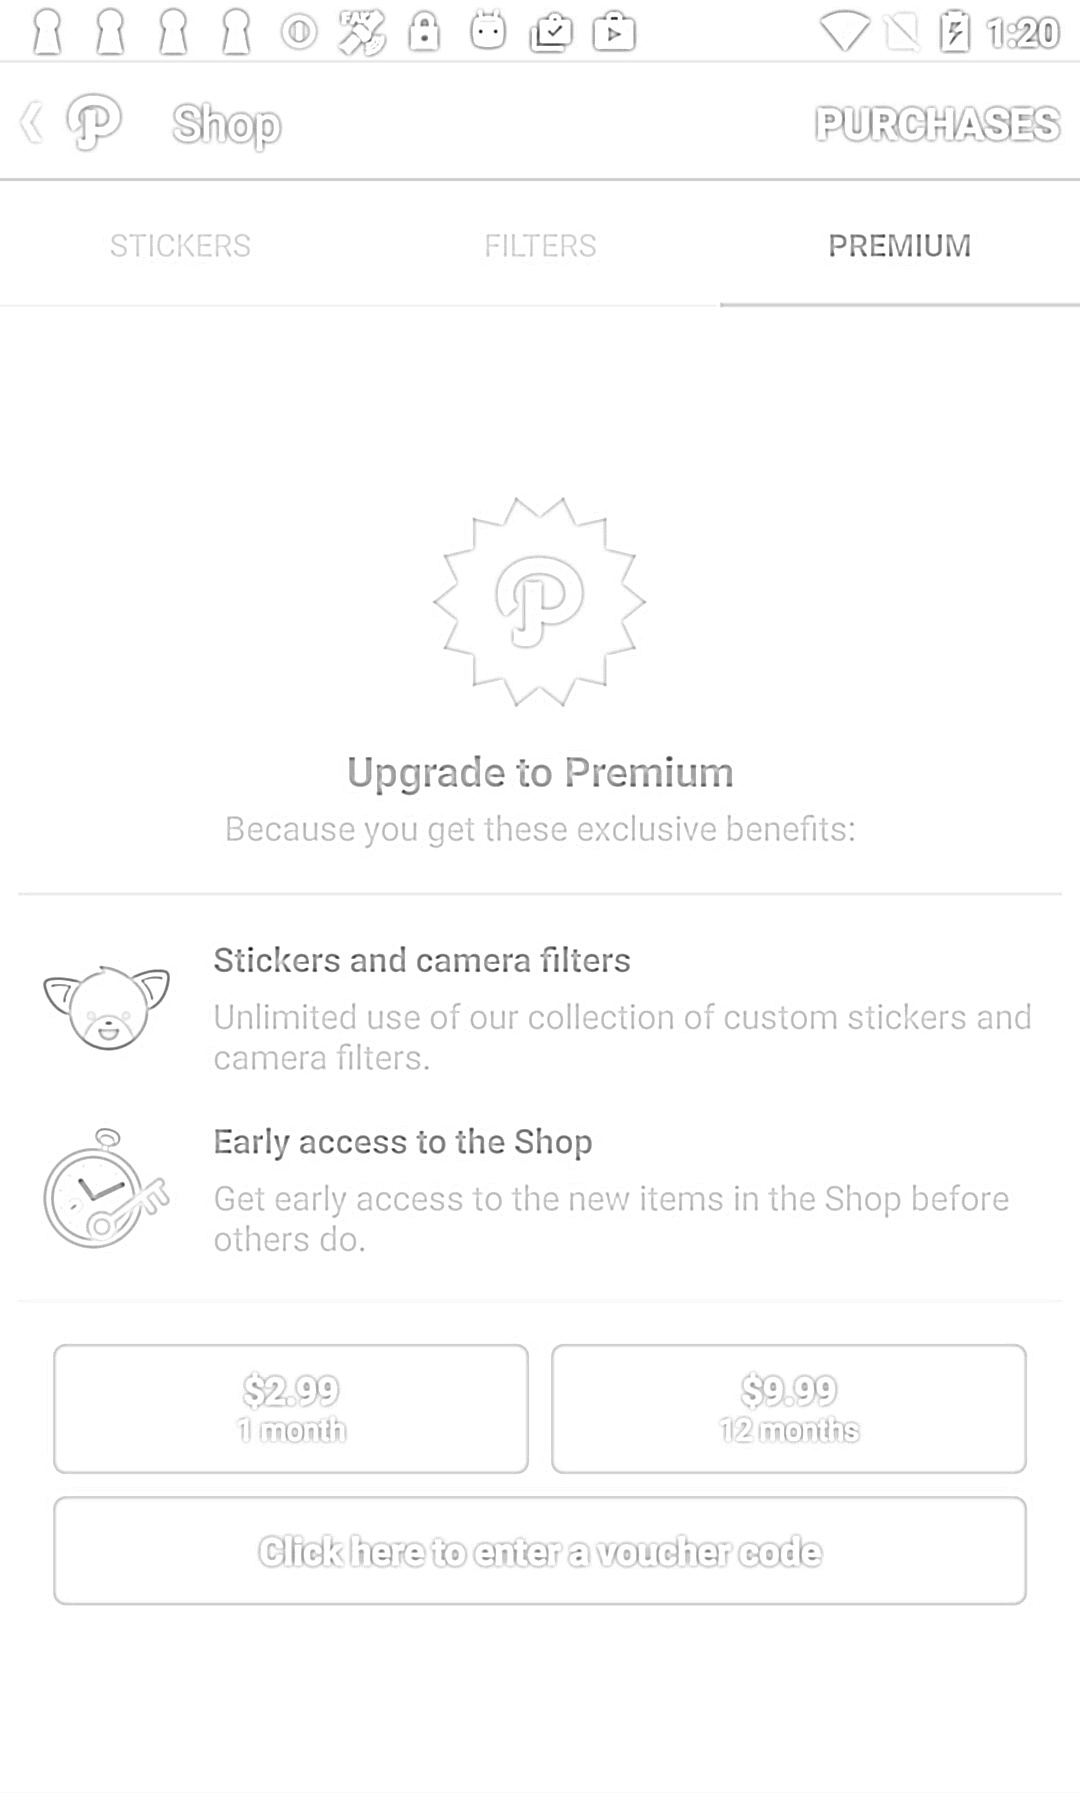 1:20
Shop
PURCHASES
STICKERS
FILTERS
PREMIUM
Upgrade to Premium
Because you get these exclusive benefits:
Stickers and camera filters
Unlimited use of our collection of custom stickers and
camera filters.
Early access to the Shop
Get early access to the new items in the Shop before
others do.
$2.99
1 month
$9.99
12 months
Click here to enter a voucher code